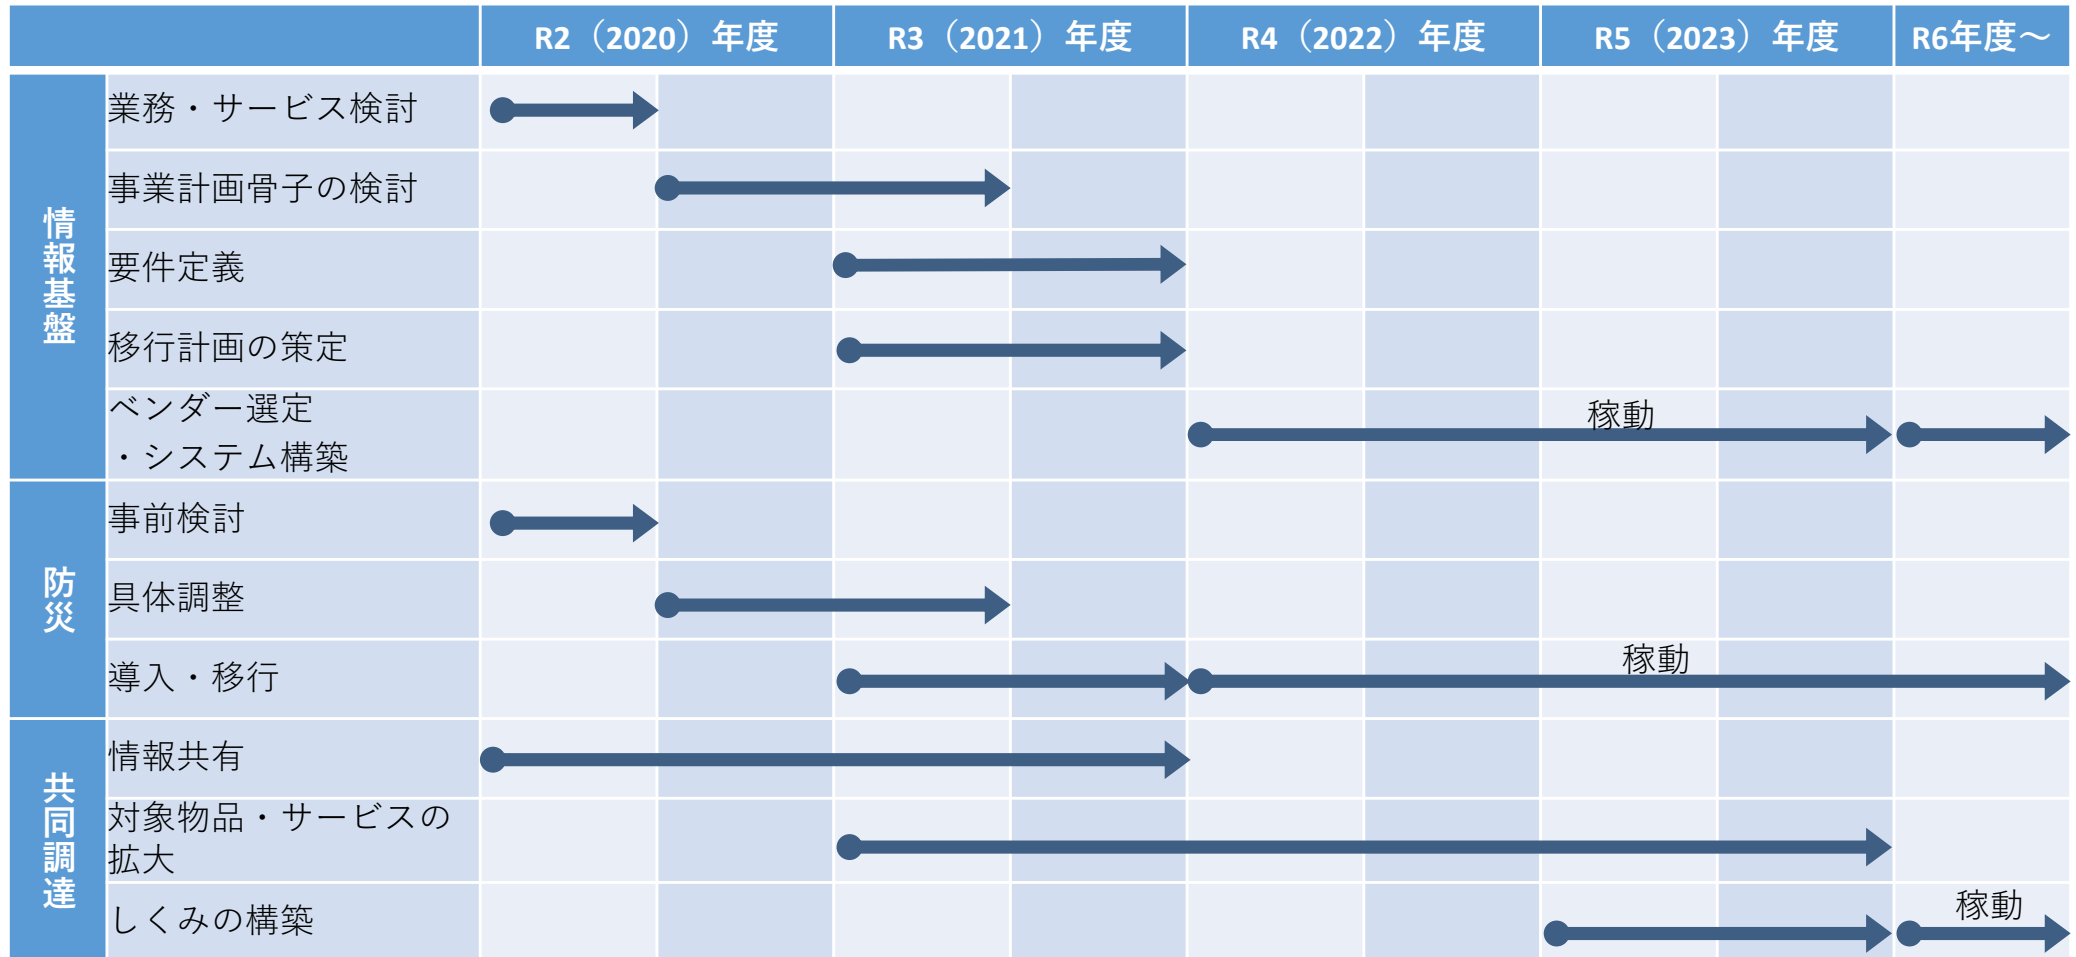 R2（2020）年度 R3（2021）年度 R4（2022）年度 R5（2023）年度 R6年度～
情報基盤
業務・サービス検討
事業計画骨子の検討
要件定義
移行計画の策定
ベンダー選定
・システム構築
稼動
防災
事前検討
具体調整
導入・移行
稼動
共同調達
情報共有
対象物品・サービスの
拡大
しくみの構築
稼動